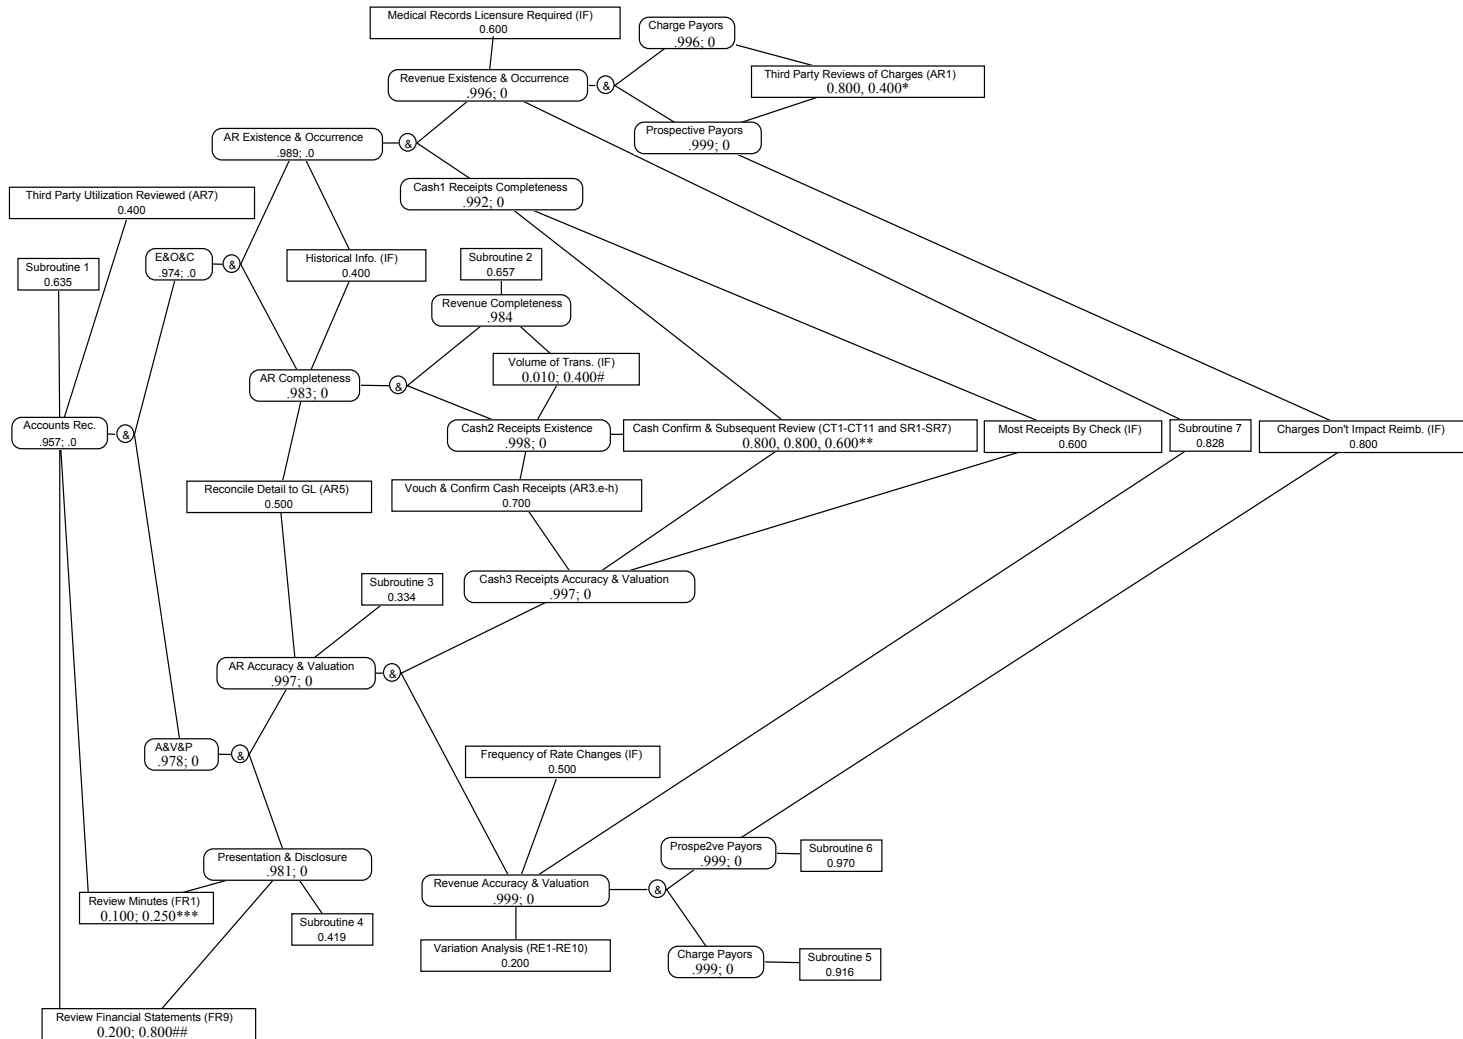 Medical Records Licensure Required (IF)
0.600
Charge Payors
.996; 0
Revenue Existence & Occurrence
.996; 0
&
Third Party Reviews of Charges (AR1)
0.800, 0.400*
AR Existence & Occurrence
.989; .0
&
Prospective Payors
.999; 0
Third Party Utilization Reviewed (AR7)
0.400
Cash1 Receipts Completeness
.992; 0
Subroutine 1
0.635
E&O&C
.974; .0
&
Historical Info. (IF)
0.400
Subroutine 2
0.657
Revenue Completeness
.984
Volume of Trans. (IF)
0.010; 0.400#
AR Completeness
.983; 0
&
Accounts Rec.
.957; .0
&
Cash2 Receipts Existence
.998; 0
Cash Confirm & Subsequent Review (CT1-CT11 and SR1-SR7)
0.800, 0.800, 0.600**
Most Receipts By Check (IF)
0.600
Subroutine 7
0.828
Charges Don't Impact Reimb. (IF)
0.800
Reconcile Detail to GL (AR5)
0.500
Vouch & Confirm Cash Receipts (AR3.e-h)
0.700
Subroutine 3
0.334
Cash3 Receipts Accuracy & Valuation
.997; 0
AR Accuracy & Valuation
.997; 0
&
A&V&P
.978; 0
&
Frequency of Rate Changes (IF)
0.500
Presentation & Disclosure
.981; 0
Prospe2ve Payors
.999; 0
Subroutine 6
0.970
Revenue Accuracy & Valuation
.999; 0
&
Review Minutes (FR1)
0.100; 0.250***
Subroutine 4
0.419
Variation Analysis (RE1-RE10)
0.200
Charge Payors
.999; 0
Subroutine 5
0.916
Review Financial Statements (FR9)
0.200; 0.800##